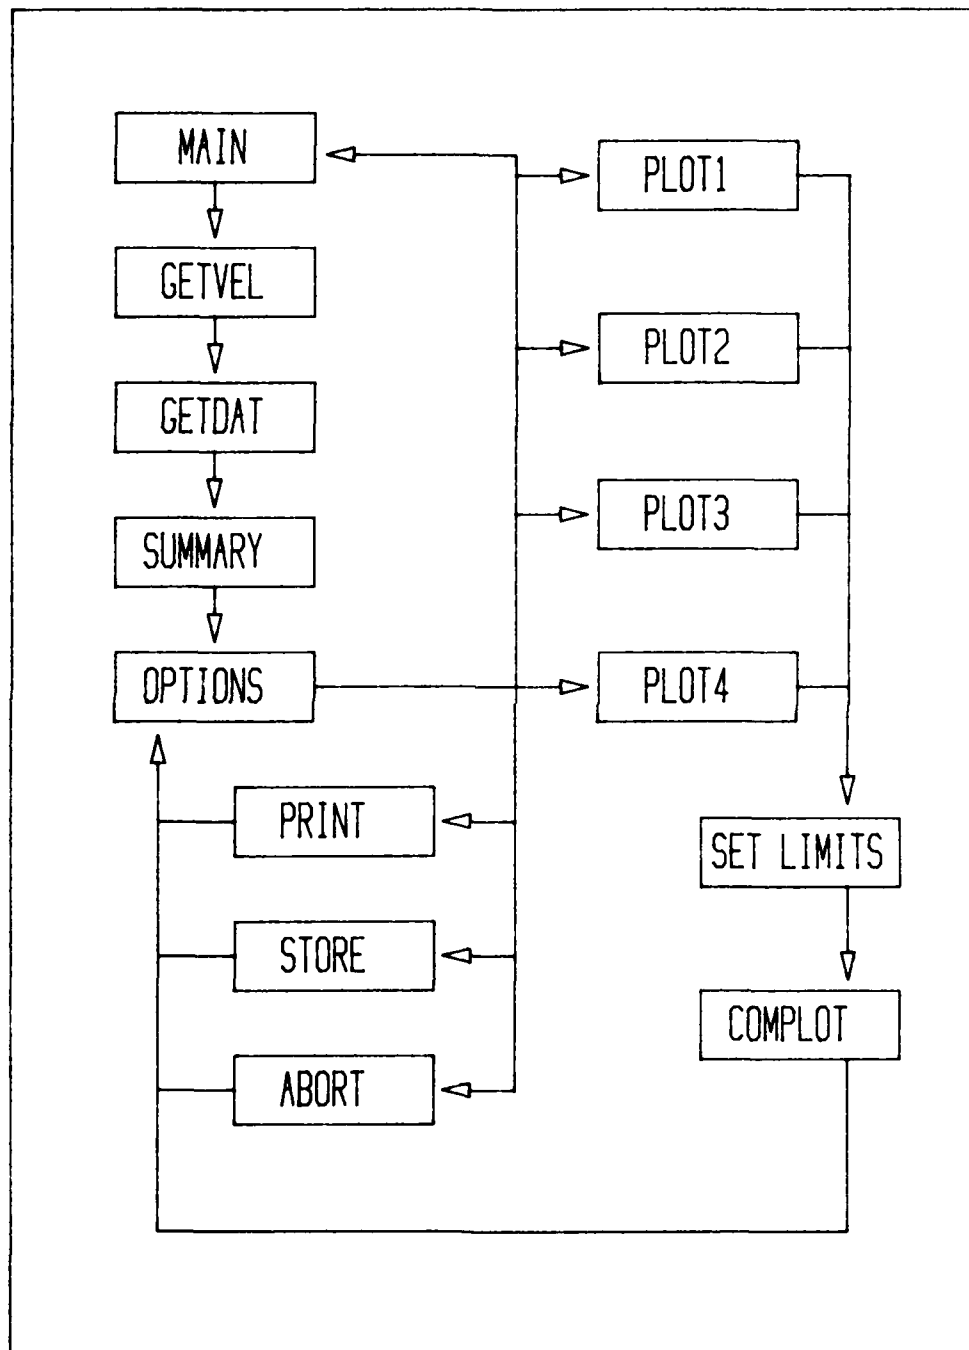 MAIN
GETVEL
GETDAT
SUMMARY
OPTIONS
PRINT
STORE
ABORT
PLOT1
PLOT2
PLOT3
PLOT4
SET LIMITS
COMPLOT